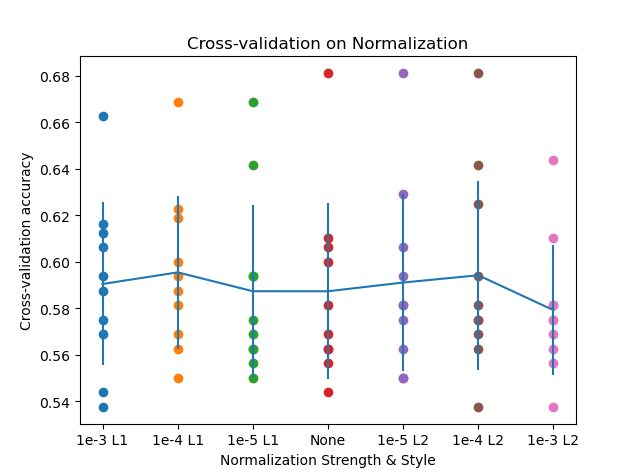 Cross-validation on Normalization
0.68
0.66
0.64
0.62
0.60
0.58
0.56
0.54
Cross-validation accuracy
1e-3 L1 1e-4 L1 1e-5 L1 None 1e-5 L2 1e-4 L2 1e-3 L2
Normalization Strength & Style